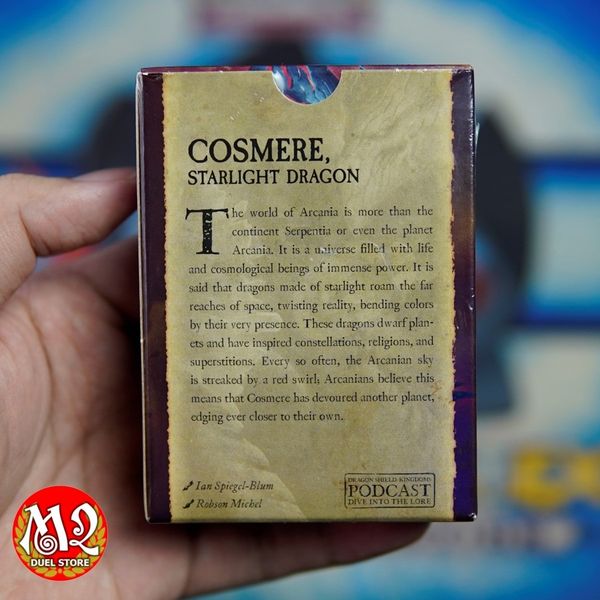 COSMERE,
STARLIGHT DRAGON
The world of Arcania is more than the
continent Serpentia or even the planet
Arcania. It is a universe filled with life
and cosmological beings of immense power. It is
said that dragons made of starlight roam the far
reaches of space, twisting reality, bending colors
by their very presence. These dragons dwarf plan-
ets and have inspired constellations, religions, and
superstitions. Every so often, the Arcanian sky
is streaked by a red swirl; Arcanians believe this
means that Cosmere has devoured another planet,
edging ever closer to their own.
Ian Spiegel-Blum
Robson Michel
DRAGON SHIELD KINGDOMS
PODCAST
DIVE INTO THE LORE
M2
DUEL STORE